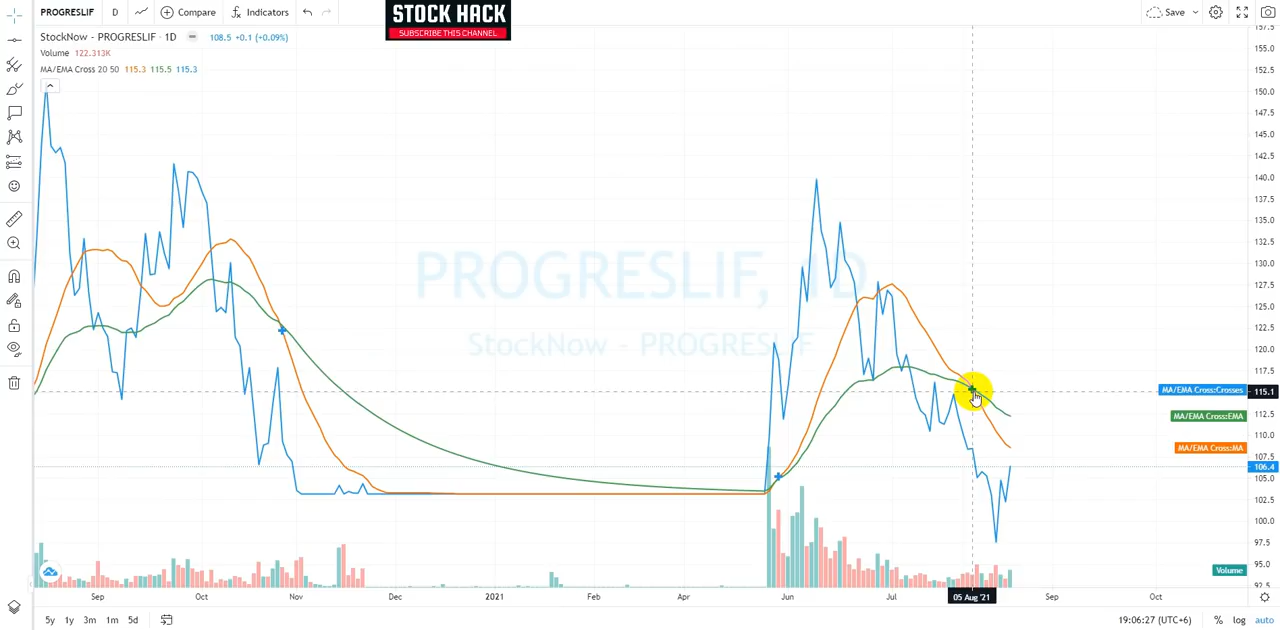 PROGRESLIF D Compare Indicators Save
STOCK HACK
SUBSCRIBE THIS CHANNEL
StockNow - PROGRESLIF · 1D 108.5 +0.1 (+0.09%)
Volume 122.313K
MA/EMA Cross 20 50 115.3 115.5 115.3
PROGRESLIF, 1D
StockNow - PROGRESLIF
157.5
155.0
152.5
150.0
147.5
145.0
142.5
140.0
137.5
135.0
132.5
130.0
127.5
125.0
122.5
120.0
117.5
MA/EMA Cross:Crosses 115.1
MA/EMA Cross:EMA 112.5
110.0
MA/EMA Cross:MA
107.5
106.4
105.0
102.5
100.0
97.5
95.0
Volume
92.5
Sep Oct Nov Dec 2021 Feb Apr Jun Jul 05 Aug '21 Sep Oct
5y 1y 3m 1m 5d 19:06:27 (UTC+6) % log auto